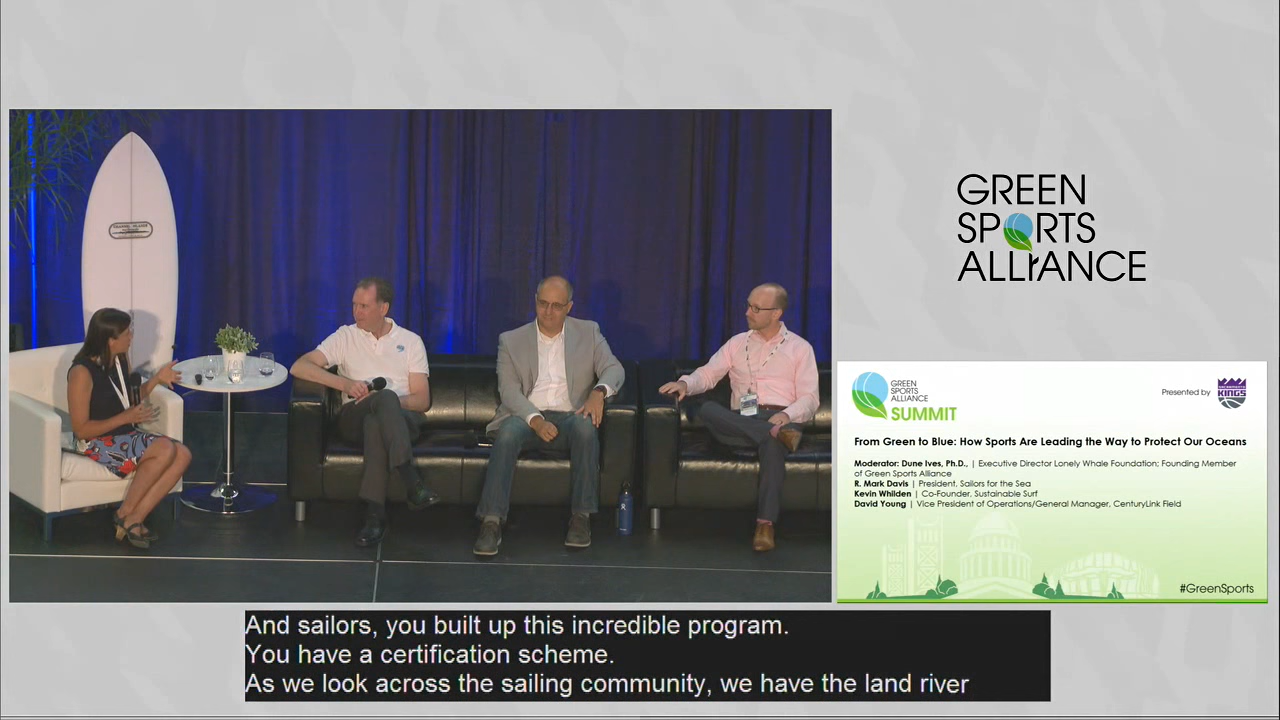 GREEN
SPORTS
ALLIANCE
GREEN
SPORTS
ALLIANCE
SUMMIT
Presented by
SACRAMENTO
KINGS
From Green to Blue: How Sports Are Leading the Way to Protect Our Oceans
Moderator: Dune Ives, Ph.D., | Executive Director Lonely Whale Foundation; Founding Member
of Green Sports Alliance
R. Mark Davis | President, Sailors for the Sea
Kevin Whilden | Co-Founder, Sustainable Surf
David Young | Vice President of Operations/General Manager, CenturyLink Field
#GreenSports
And sailors, you built up this incredible program.
You have a certification scheme.
As we look across the sailing community, we have the land river